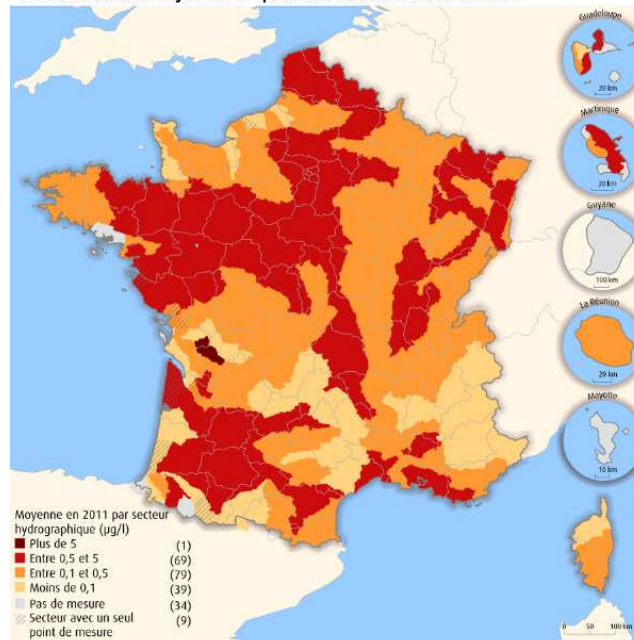 Guadeloupe
20 km
Martinique
20 km
Guyane
100 km
La Réunion
20 km
Mayotte
10 km
Moyenne en 2011 par secteur
hydrographique (µg/l)
Plus de 5 (1)
Entre 0,5 et 5 (69)
Entre 0,1 et 0,5 (79)
Moins de 0,1 (39)
Pas de mesure (34)
Secteur avec un seul (9)
point de mesure
0 50 100 km